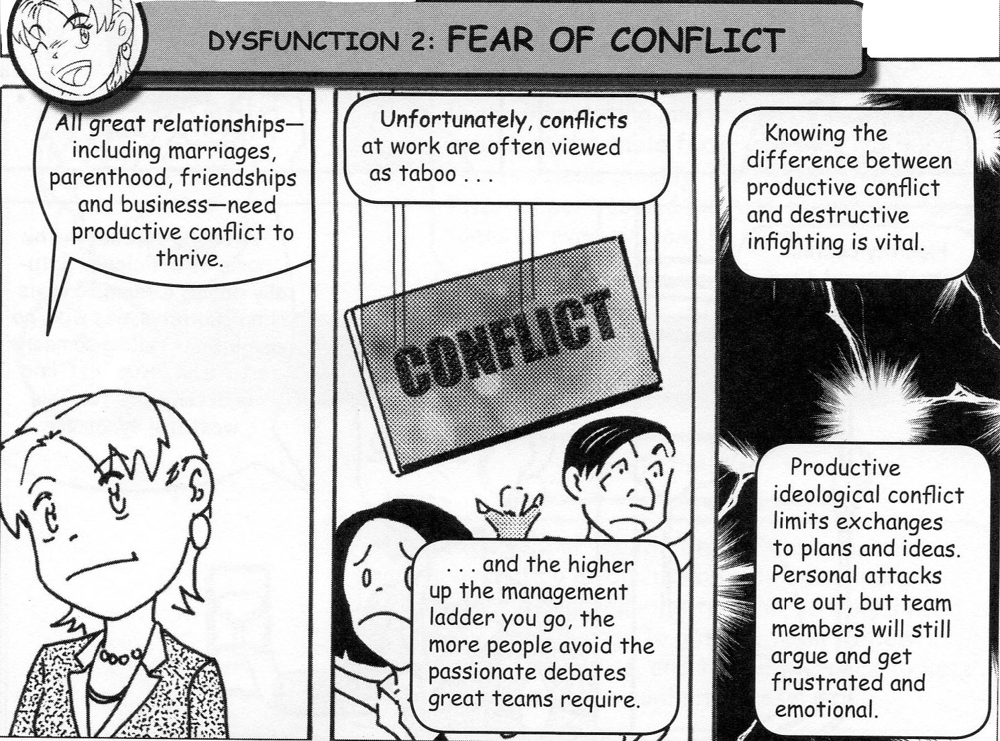 DYSFUNCTION 2: FEAR OF CONFLICT
All great relationships—
including marriages,
parenthood, friendships
and business—need
productive conflict to
thrive.
Unfortunately, conflicts
at work are often viewed
as taboo . . .
CONFLICT
. . . and the higher
up the management
ladder you go, the
more people avoid the
passionate debates
great teams require.
Knowing the
difference between
productive conflict
and destructive
infighting is vital.
Productive
ideological conflict
limits exchanges
to plans and ideas.
Personal attacks
are out, but team
members will still
argue and get
frustrated and
emotional.